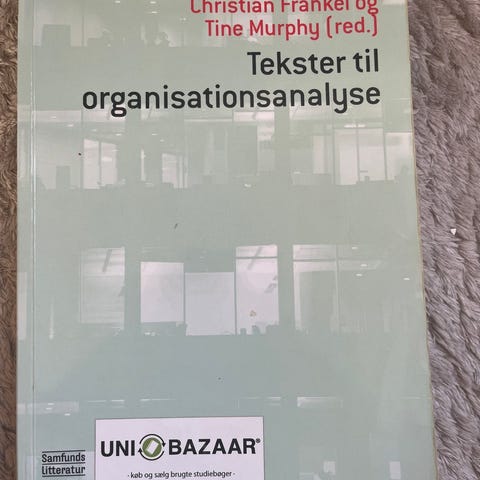 Christian Frankel og
Tine Murphy (red.)
Tekster til
organisationsanalyse
Samfunds
litteratur
UNI BAZAAR®
· køb og sælg brugte studiebøger ·